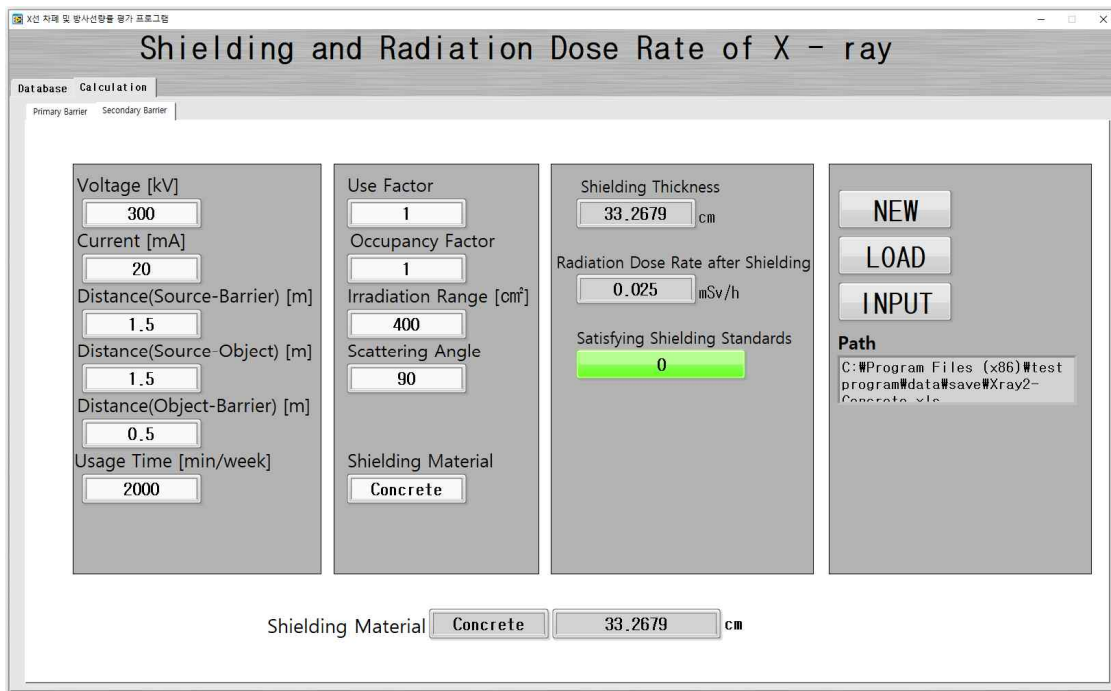 X선 차폐 및 방사선량률 평가 프로그램
Shielding and Radiation Dose Rate of X - ray
Database Calculation
Primary Barrier Secondary Barrier
Voltage [kV]
300
Current [mA]
20
Distance(Source-Barrier) [m]
1.5
Distance(Source-Object) [m]
1.5
Distance(Object-Barrier) [m]
0.5
Usage Time [min/week]
2000
Use Factor
1
Occupancy Factor
1
Irradiation Range [㎠]
400
Scattering Angle
90
Shielding Material
Concrete
Shielding Thickness
33.2679 cm
Radiation Dose Rate after Shielding
0.025 mSv/h
Satisfying Shielding Standards
0
NEW
LOAD
INPUT
Path
C:₩Program Files (x86)₩test
program₩data₩save₩Xray2-
Concrete.xls
Shielding Material Concrete 33.2679 cm